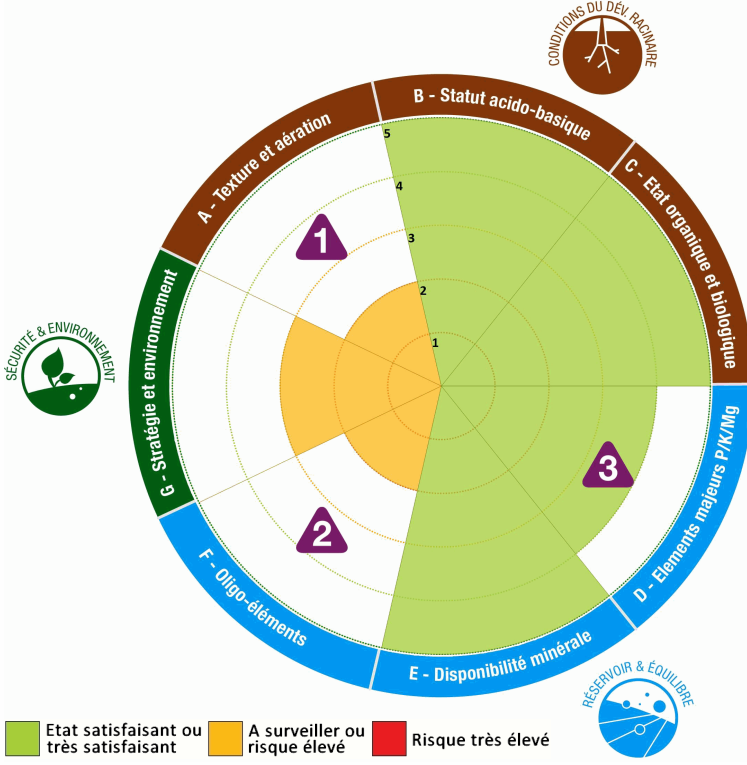 CONDITIONS DU DÉV. RACINAIRE
B - Statut acido-basique
A - Texture et aération
C - Etat organique et biologique
5
4
3
2
1
1
SÉCURITÉ & ENVIRONNEMENT
G - Stratégie et environnement
D - Elements majeurs P/K/Mg
3
2
F - Oligo-éléments
E - Disponibilité minérale
RÉSERVOIR & ÉQUILIBRE
Etat satisfaisant ou
très satisfaisant
A surveiller ou
risque élevé
Risque très élevé